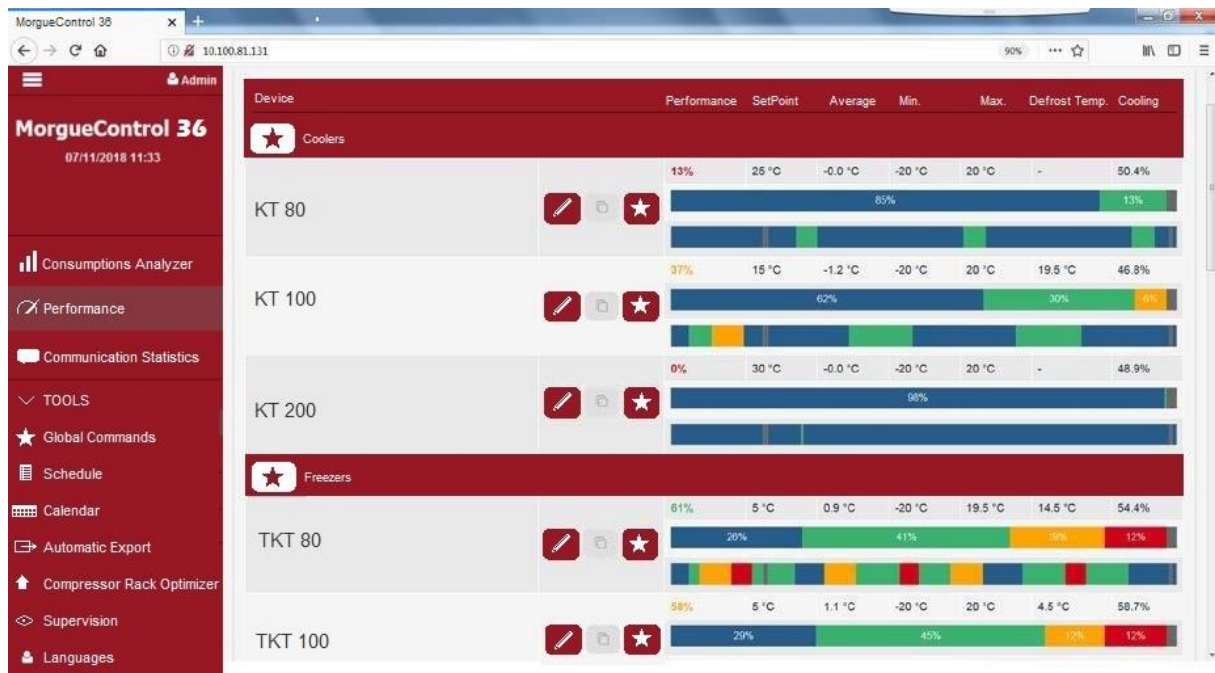 MorgueControl 36
10.100.81.131
90%
Admin
MorgueControl 36
07/11/2018 11:33
Consumptions Analyzer
Performance
Communication Statistics
TOOLS
Global Commands
Schedule
Calendar
Automatic Export
Compressor Rack Optimizer
Supervision
Languages
Device Performance SetPoint Average Min. Max. Defrost Temp. Cooling
Coolers
13% 25 °C -0.0 °C -20 °C 20 °C - 50.4%
KT 80
85% 13%
37% 15 °C -1.2 °C -20 °C 20 °C 19.5 °C 46.8%
KT 100
62% 30% 6%
0% 30 °C -0.0 °C -20 °C 20 °C - 48.9%
KT 200
98%
Freezers
61% 5 °C 0.9 °C -20 °C 19.5 °C 14.5 °C 54.4%
TKT 80
26% 41% 12%
58% 5 °C 1.1 °C -20 °C 20 °C 4.5 °C 58.7%
TKT 100
29% 45% 12% 12%